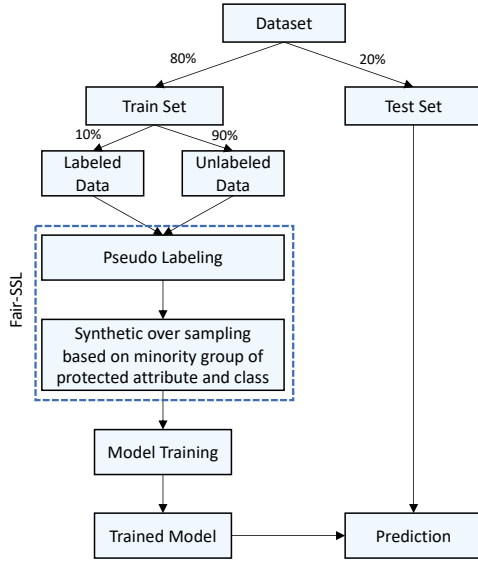 Dataset
80%
20%
Train Set
Test Set
10%
90%
Labeled
Data
Unlabeled
Data
Fair-SSL
Pseudo Labeling
Synthetic over sampling
based on minority group of
protected attribute and class
Model Training
Trained Model
Prediction